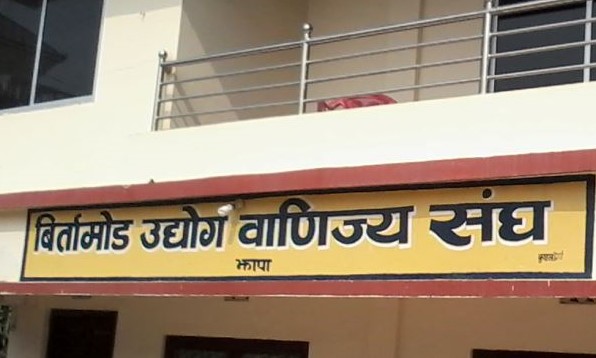 बिर्तामोड उद्योग वाणिज्य संघ
झापा